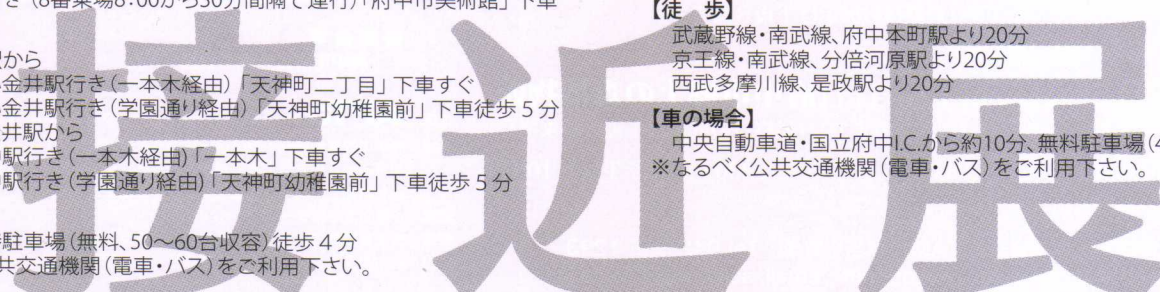 き（8番乗場8:00から30分間隔で運行）「府中市美術館」下車
駅から
金井駅行き（一本木経由）「天神町二丁目」下車すぐ
金井駅行き（学園通り経由）「天神町幼稚園前」下車徒歩５分
井駅から
駅行き（一本木経由）「一本木」下車すぐ
駅行き（学園通り経由）「天神町幼稚園前」下車徒歩５分
駐車場（無料、50～60台収容）徒歩４分
共交通機関（電車・バス）をご利用下さい。
【徒　歩】
武蔵野線・南武線、府中本町駅より20分
京王線・南武線、分倍河原駅より20分
西武多摩川線、是政駅より20分
【車の場合】
中央自動車道・国立府中I.C.から約10分、無料駐車場（
※なるべく公共交通機関（電車・バス）をご利用下さい。
接近展